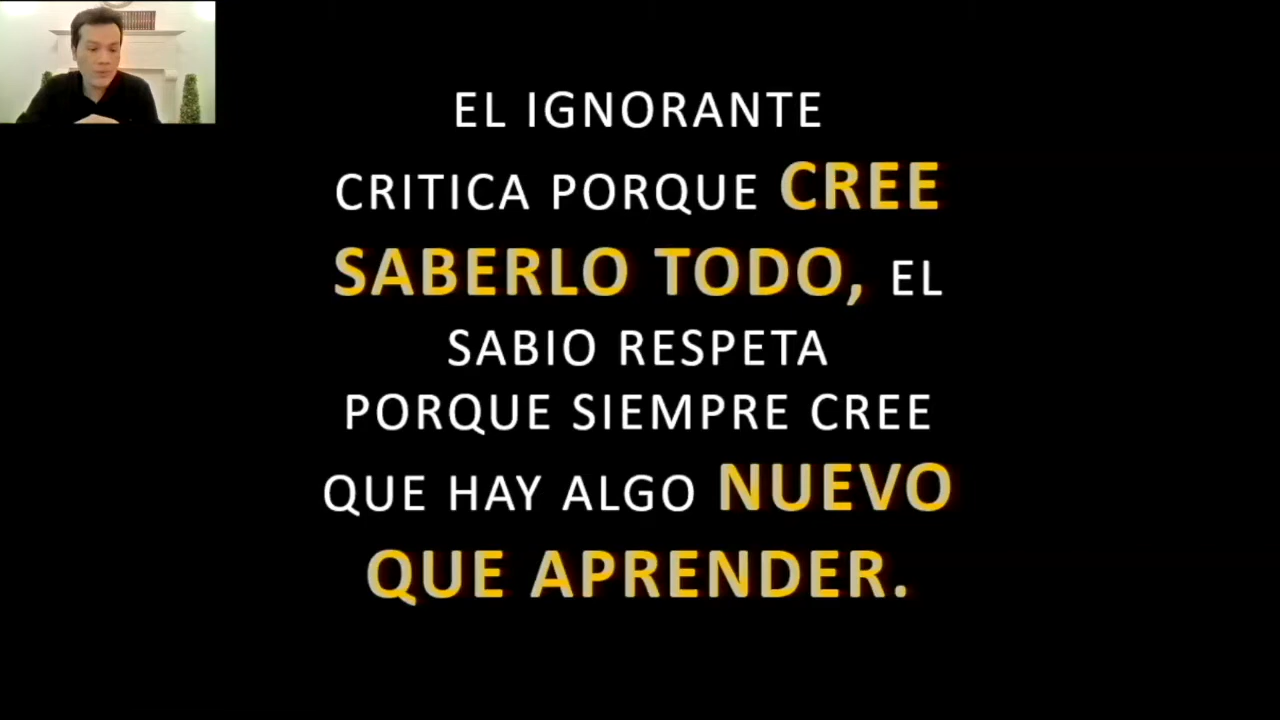 EL IGNORANTE
CRITICA PORQUE CREE
SABERLO TODO, EL
SABIO RESPETA
PORQUE SIEMPRE CREE
QUE HAY ALGO NUEVO
QUE APRENDER.